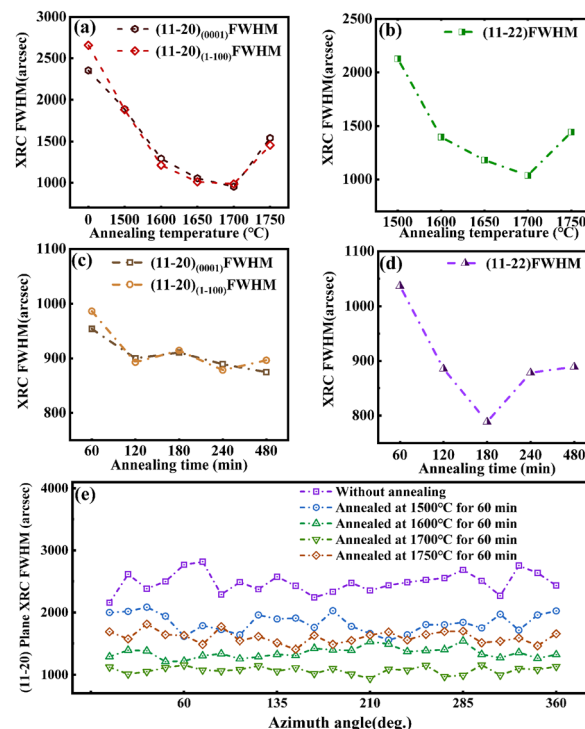 (a)
(11-20)(0001)FWHM
(11-20)(1-100)FWHM
XRC FWHM(arcsec)
3000
2500
2000
1500
1000
0 1500 1600 1650 1700 1750
Annealing temperature (°C)
(b)
(11-22)FWHM
XRC FWHM(arcsec)
2500
2000
1500
1000
1500 1600 1650 1700 1750
Annealing temperature (°C)
(c)
(11-20)(0001)FWHM
(11-20)(1-100)FWHM
XRC FWHM(arcsec)
1100
1000
900
800
60 120 180 240 480
Annealing time (min)
(d)
(11-22)FWHM
XRC FWHM(arcsec)
1100
1000
900
800
60 120 180 240 480
Annealing time (min)
(e)
Without annealing
Annealed at 1500°C for 60 min
Annealed at 1600°C for 60 min
Annealed at 1700°C for 60 min
Annealed at 1750°C for 60 min
(11-20) Plane XRC FWHM (arcsec)
4000
3000
2000
1000
60 135 210 285 360
Azimuth angle(deg.)